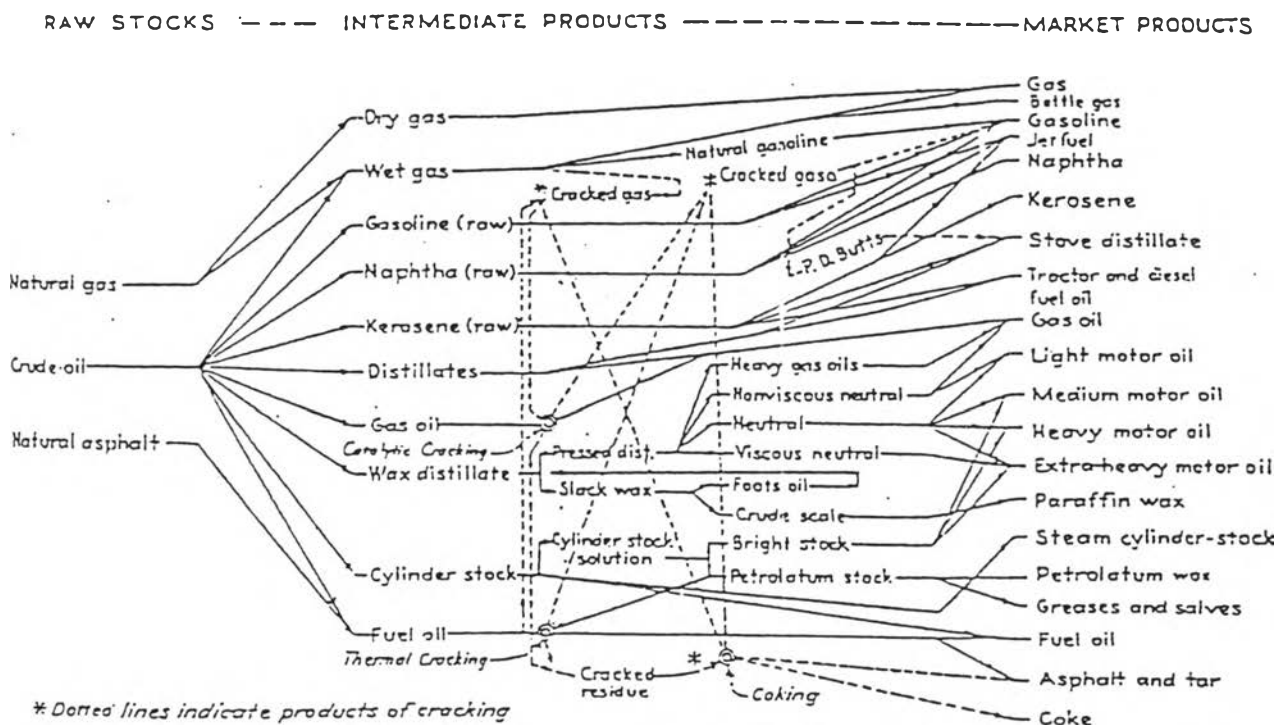 RAW STOCKS --- INTERMEDIATE PRODUCTS --- MARKET PRODUCTS
Natural gas
Crude-oil
Natural asphalt
Dry gas
Wet gas
Gasoline (raw)
Naphtha (raw)
Kerosene (raw)
Distillates
Gas oil
Catalytic Cracking
Wax distillate
Cylinder stock
Fuel oil
Thermal Cracking
Natural gasoline
* Cracked gas
* Cracked gaso
L.P.D. Butts
Pressed dist.
Slack wax
Cylinder stock
solution
Cracked
residue
*
Coking
Heavy gas oils
Nonviscous neutral
Neutral
Viscous neutral
Foots oil
Crude scale
Bright stock
Petrolatum stock
Gas
Bottle gas
Gasoline
Jer fuel
Naphtha
Kerosene
Stove distillate
Tractor and diesel
fuel oil
Gas oil
Light motor oil
Medium motor oil
Heavy motor oil
Extra-heavy motor oil
Paraffin wax
Steam cylinder-stock
Petrolatum wax
Greases and salves
Fuel oil
Asphalt and tar
Coke
* Dotted lines indicate products of cracking